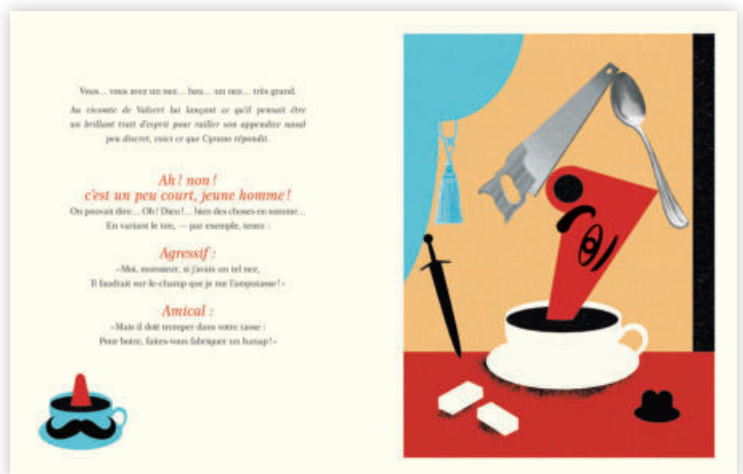 Vous… vous avez un nez… heu… un nez… très grand.
Au vicomte de Valvert lui lançant ce qu'il pensait être
un brillant trait d'esprit pour railler son appendice nasal
peu discret, voici ce que Cyrano répondit.
Ah ! non !
c'est un peu court, jeune homme !
On pouvait dire… Oh ! Dieu !… bien des choses en somme…
En variant le ton, — par exemple, tenez :
Agressif :
«Moi, monsieur, si j'avais un tel nez,
Il faudrait sur-le-champ que je me l'amputasse !»
Amical :
«Mais il doit tremper dans votre tasse :
Pour boire, faites-vous fabriquer un hanap !»